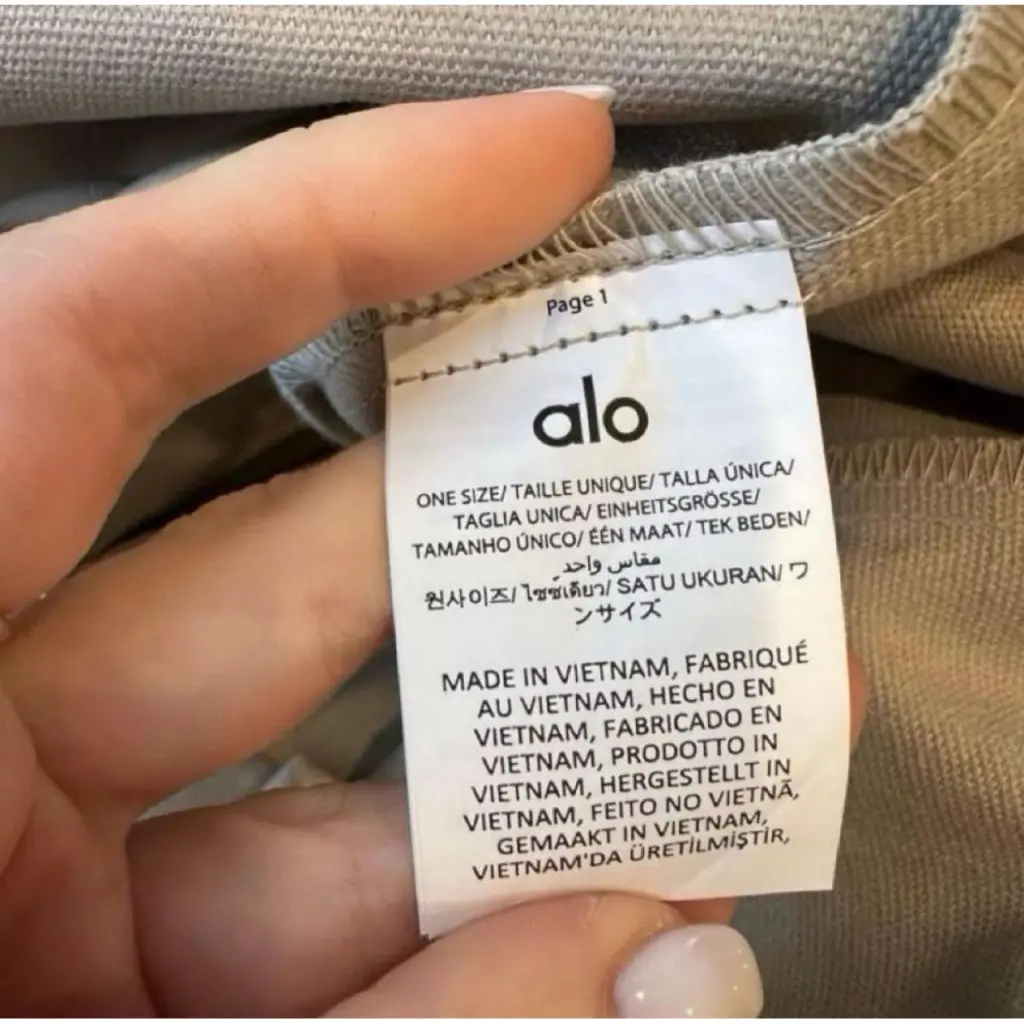 Page 1
alo
ONE SIZE/ TAILLE UNIQUE/ TALLA ÚNICA/
TAGLIA UNICA/ EINHEITSGRÖSSE/
TAMANHO ÚNICO/ ÉÉN MAAT/ TEK BEDEN/
مقاس واحد
원사이즈/ ไซซ์เดียว/ SATU UKURAN/ ワ
ンサイズ
MADE IN VIETNAM, FABRIQUÉ
AU VIETNAM, HECHO EN
VIETNAM, FABRICADO EN
VIETNAM, PRODOTTO IN
VIETNAM, HERGESTELLT IN
VIETNAM, FEITO NO VIETNÃ,
GEMAAKT IN VIETNAM,
VIETNAM'DA ÜRETİLMİŞTİR,